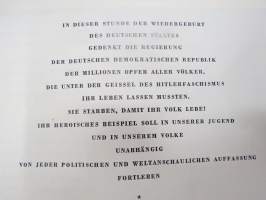 IN DIESER STUNDE DER WIEDERGEBURT
DES DEUTSCHEN STAATES
GEDENKT DIE REGIERUNG
DER DEUTSCHEN DEMOKRATISCHEN REPUBLIK
DER MILLIONEN OPFER ALLER VÖLKER,
DIE UNTER DER GEISSEL DES HITLERFASCHISMUS
IHR LEBEN LASSEN MUSSTEN.
SIE STARBEN, DAMIT IHR VOLK LEBE!
IHR HEROISCHES BEISPIEL SOLL IN UNSERER JUGEND
UND IN UNSEREM VOLKE
UNABHÄNGIG
VON JEDER POLITISCHEN UND WELTANSCHAULICHEN AUFFASSUNG
FORTLEBEN
*